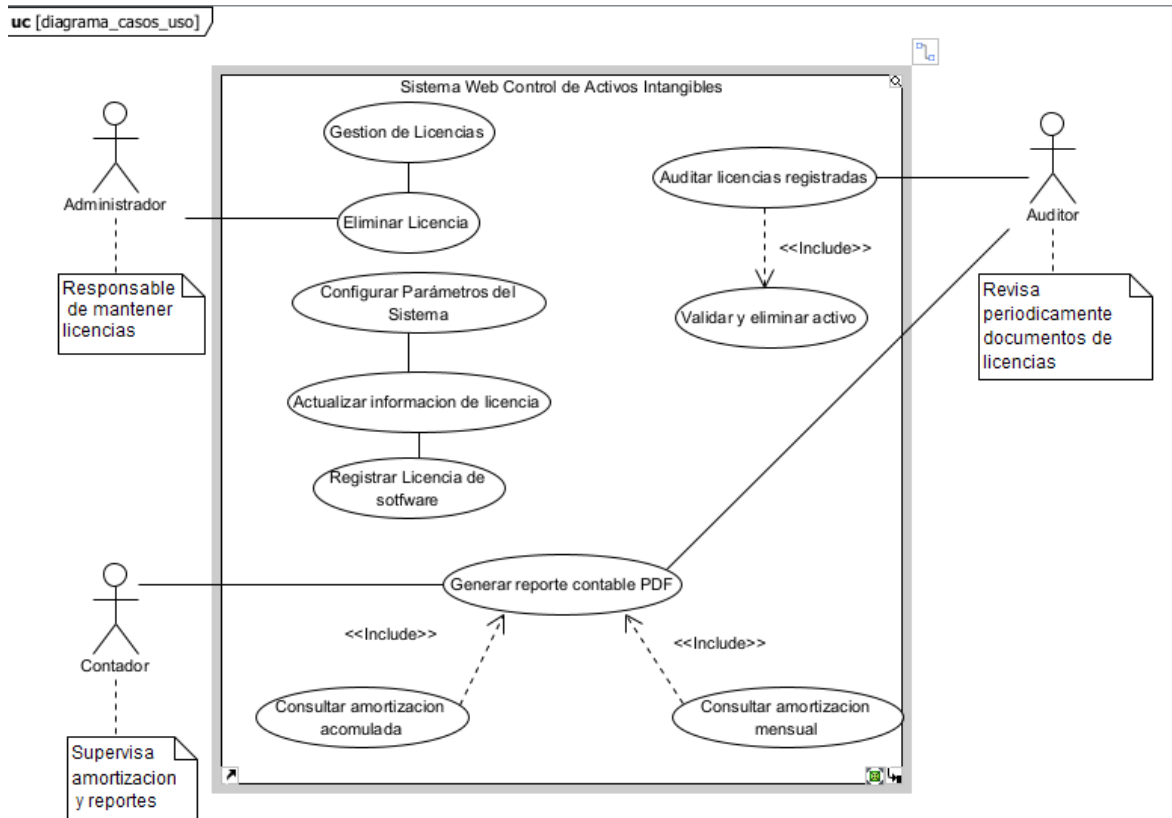 uc [diagrama_casos_uso]
Sistema Web Control de Activos Intangibles
Gestion de Licencias
Eliminar Licencia
Administrador
Responsable
de mantener
licencias
Configurar Parámetros del
Sistema
Actualizar informacion de licencia
Registrar Licencia de
sotfware
Auditar licencias registradas
<<Include>>
Validar y eliminar activo
Auditor
Revisa
periodicamente
documentos de
licencias
Generar reporte contable PDF
<<Include>>
<<Include>>
Contador
Consultar amortizacion
acomulada
Consultar amortizacion
mensual
Supervisa
amortizacion
y reportes